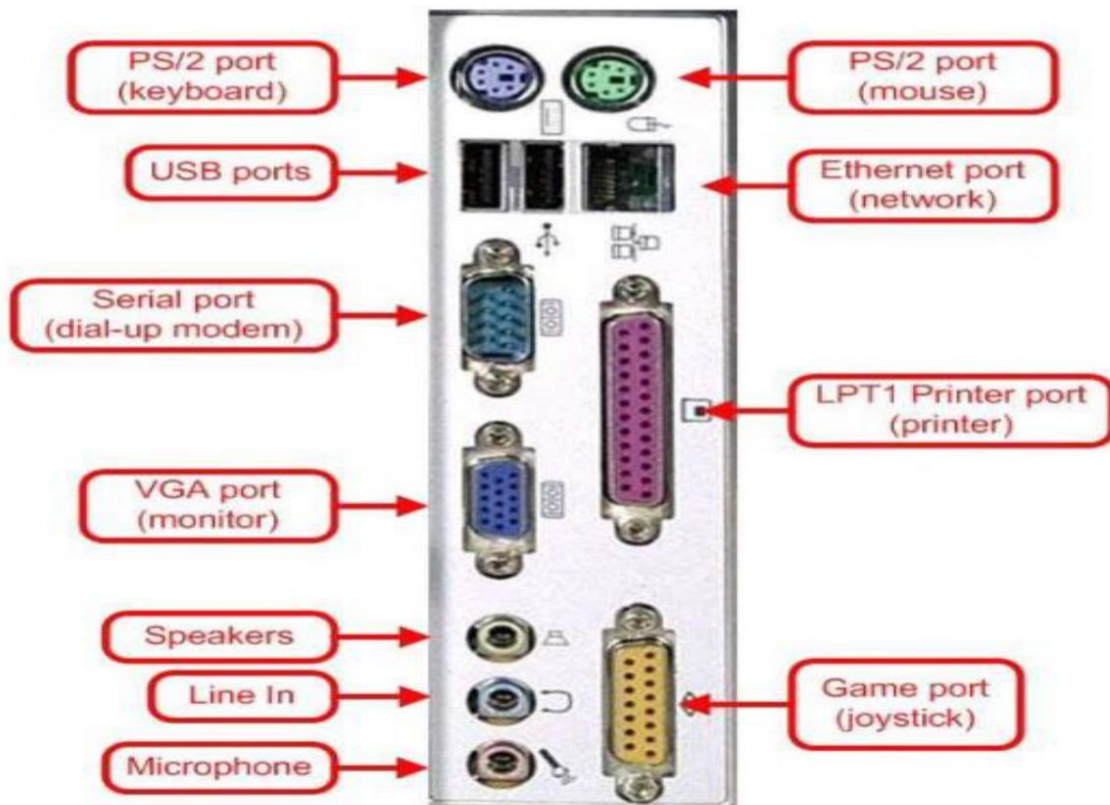 PS/2 port
(keyboard)
PS/2 port
(mouse)
USB ports
Ethernet port
(network)
Serial port
(dial-up modem)
LPT1 Printer port
(printer)
VGA port
(monitor)
Speakers
Line In
Game port
(joystick)
Microphone